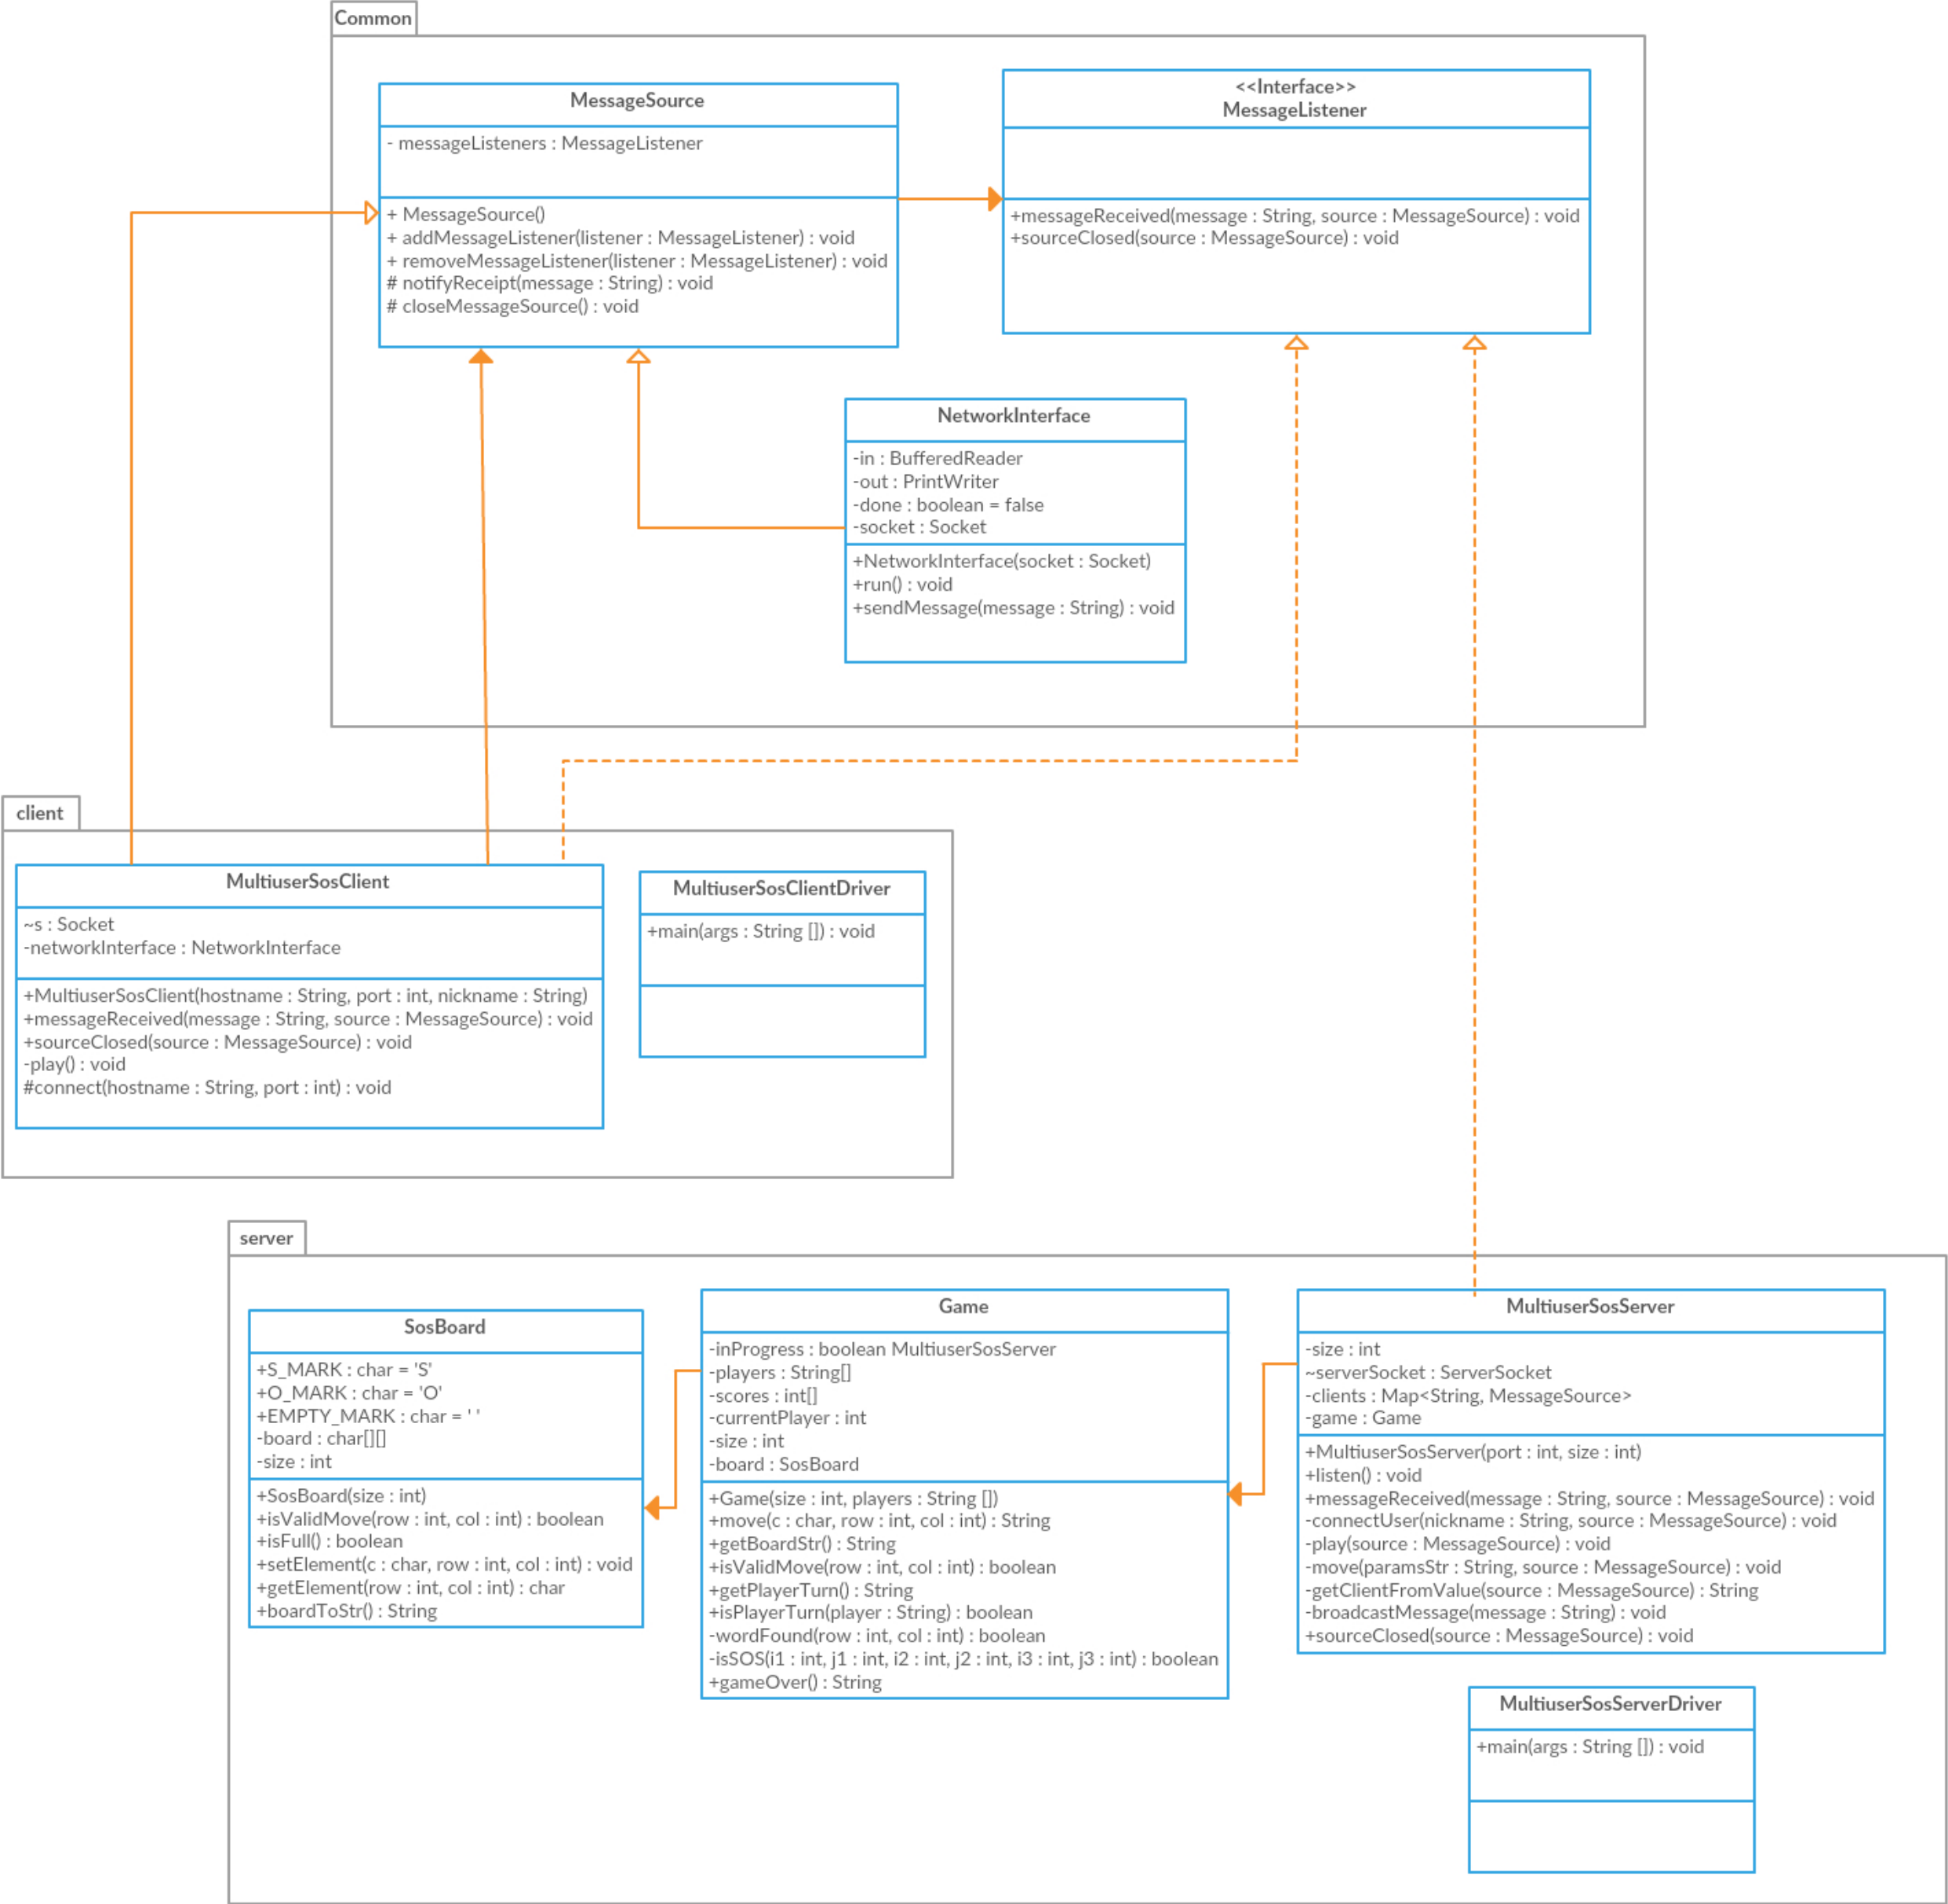 Common
MessageSource
- messageListeners : MessageListener
+ MessageSource()
+ addMessageListener(listener : MessageListener) : void
+ removeMessageListener(listener : MessageListener) : void
# notifyReceipt(message : String) : void
# closeMessageSource() : void
<<Interface>>
MessageListener
+messageReceived(message : String, source : MessageSource) : void
+sourceClosed(source : MessageSource) : void
NetworkInterface
-in : BufferedReader
-out : PrintWriter
-done : boolean = false
-socket : Socket
+NetworkInterface(socket : Socket)
+run() : void
+sendMessage(message : String) : void
client
MultiuserSosClient
~s : Socket
-networkInterface : NetworkInterface
+MultiuserSosClient(hostname : String, port : int, nickname : String)
+messageReceived(message : String, source : MessageSource) : void
+sourceClosed(source : MessageSource) : void
-play() : void
#connect(hostname : String, port : int) : void
MultiuserSosClientDriver
+main(args : String []) : void
server
SosBoard
+S_MARK : char = 'S'
+O_MARK : char = 'O'
+EMPTY_MARK : char = ' '
-board : char[][]
-size : int
+SosBoard(size : int)
+isValidMove(row : int, col : int) : boolean
+isFull() : boolean
+setElement(c : char, row : int, col : int) : void
+getElement(row : int, col : int) : char
+boardToStr() : String
Game
-inProgress : boolean MultiuserSosServer
-players : String[]
-scores : int[]
-currentPlayer : int
-size : int
-board : SosBoard
+Game(size : int, players : String [])
+move(c : char, row : int, col : int) : String
+getBoardStr() : String
+isValidMove(row : int, col : int) : boolean
+getPlayerTurn() : String
+isPlayerTurn(player : String) : boolean
-wordFound(row : int, col : int) : boolean
-isSOS(i1 : int, j1 : int, i2 : int, j2 : int, i3 : int, j3 : int) : boolean
+gameOver() : String
MultiuserSosServer
-size : int
~serverSocket : ServerSocket
-clients : Map<String, MessageSource>
-game : Game
+MultiuserSosServer(port : int, size : int)
+listen() : void
+messageReceived(message : String, source : MessageSource) : void
-connectUser(nickname : String, source : MessageSource) : void
-play(source : MessageSource) : void
-move(paramsStr : String, source : MessageSource) : void
-getClientFromValue(source : MessageSource) : String
-broadcastMessage(message : String) : void
+sourceClosed(source : MessageSource) : void
MultiuserSosServerDriver
+main(args : String []) : void